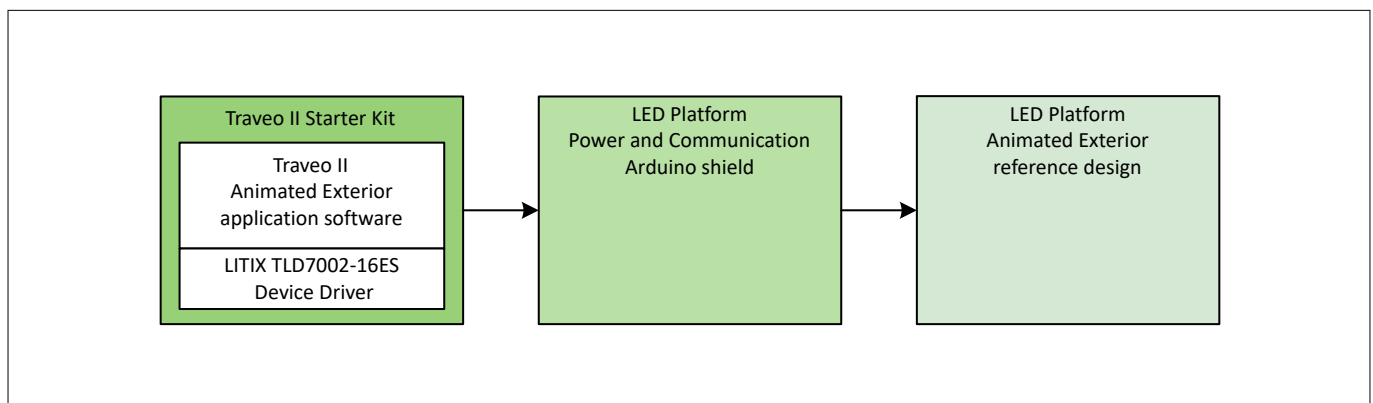 Traveo II Starter Kit
Traveo II
Animated Exterior
application software
LITIX TLD7002-16ES
Device Driver
LED Platform
Power and Communication
Arduino shield
LED Platform
Animated Exterior
reference design